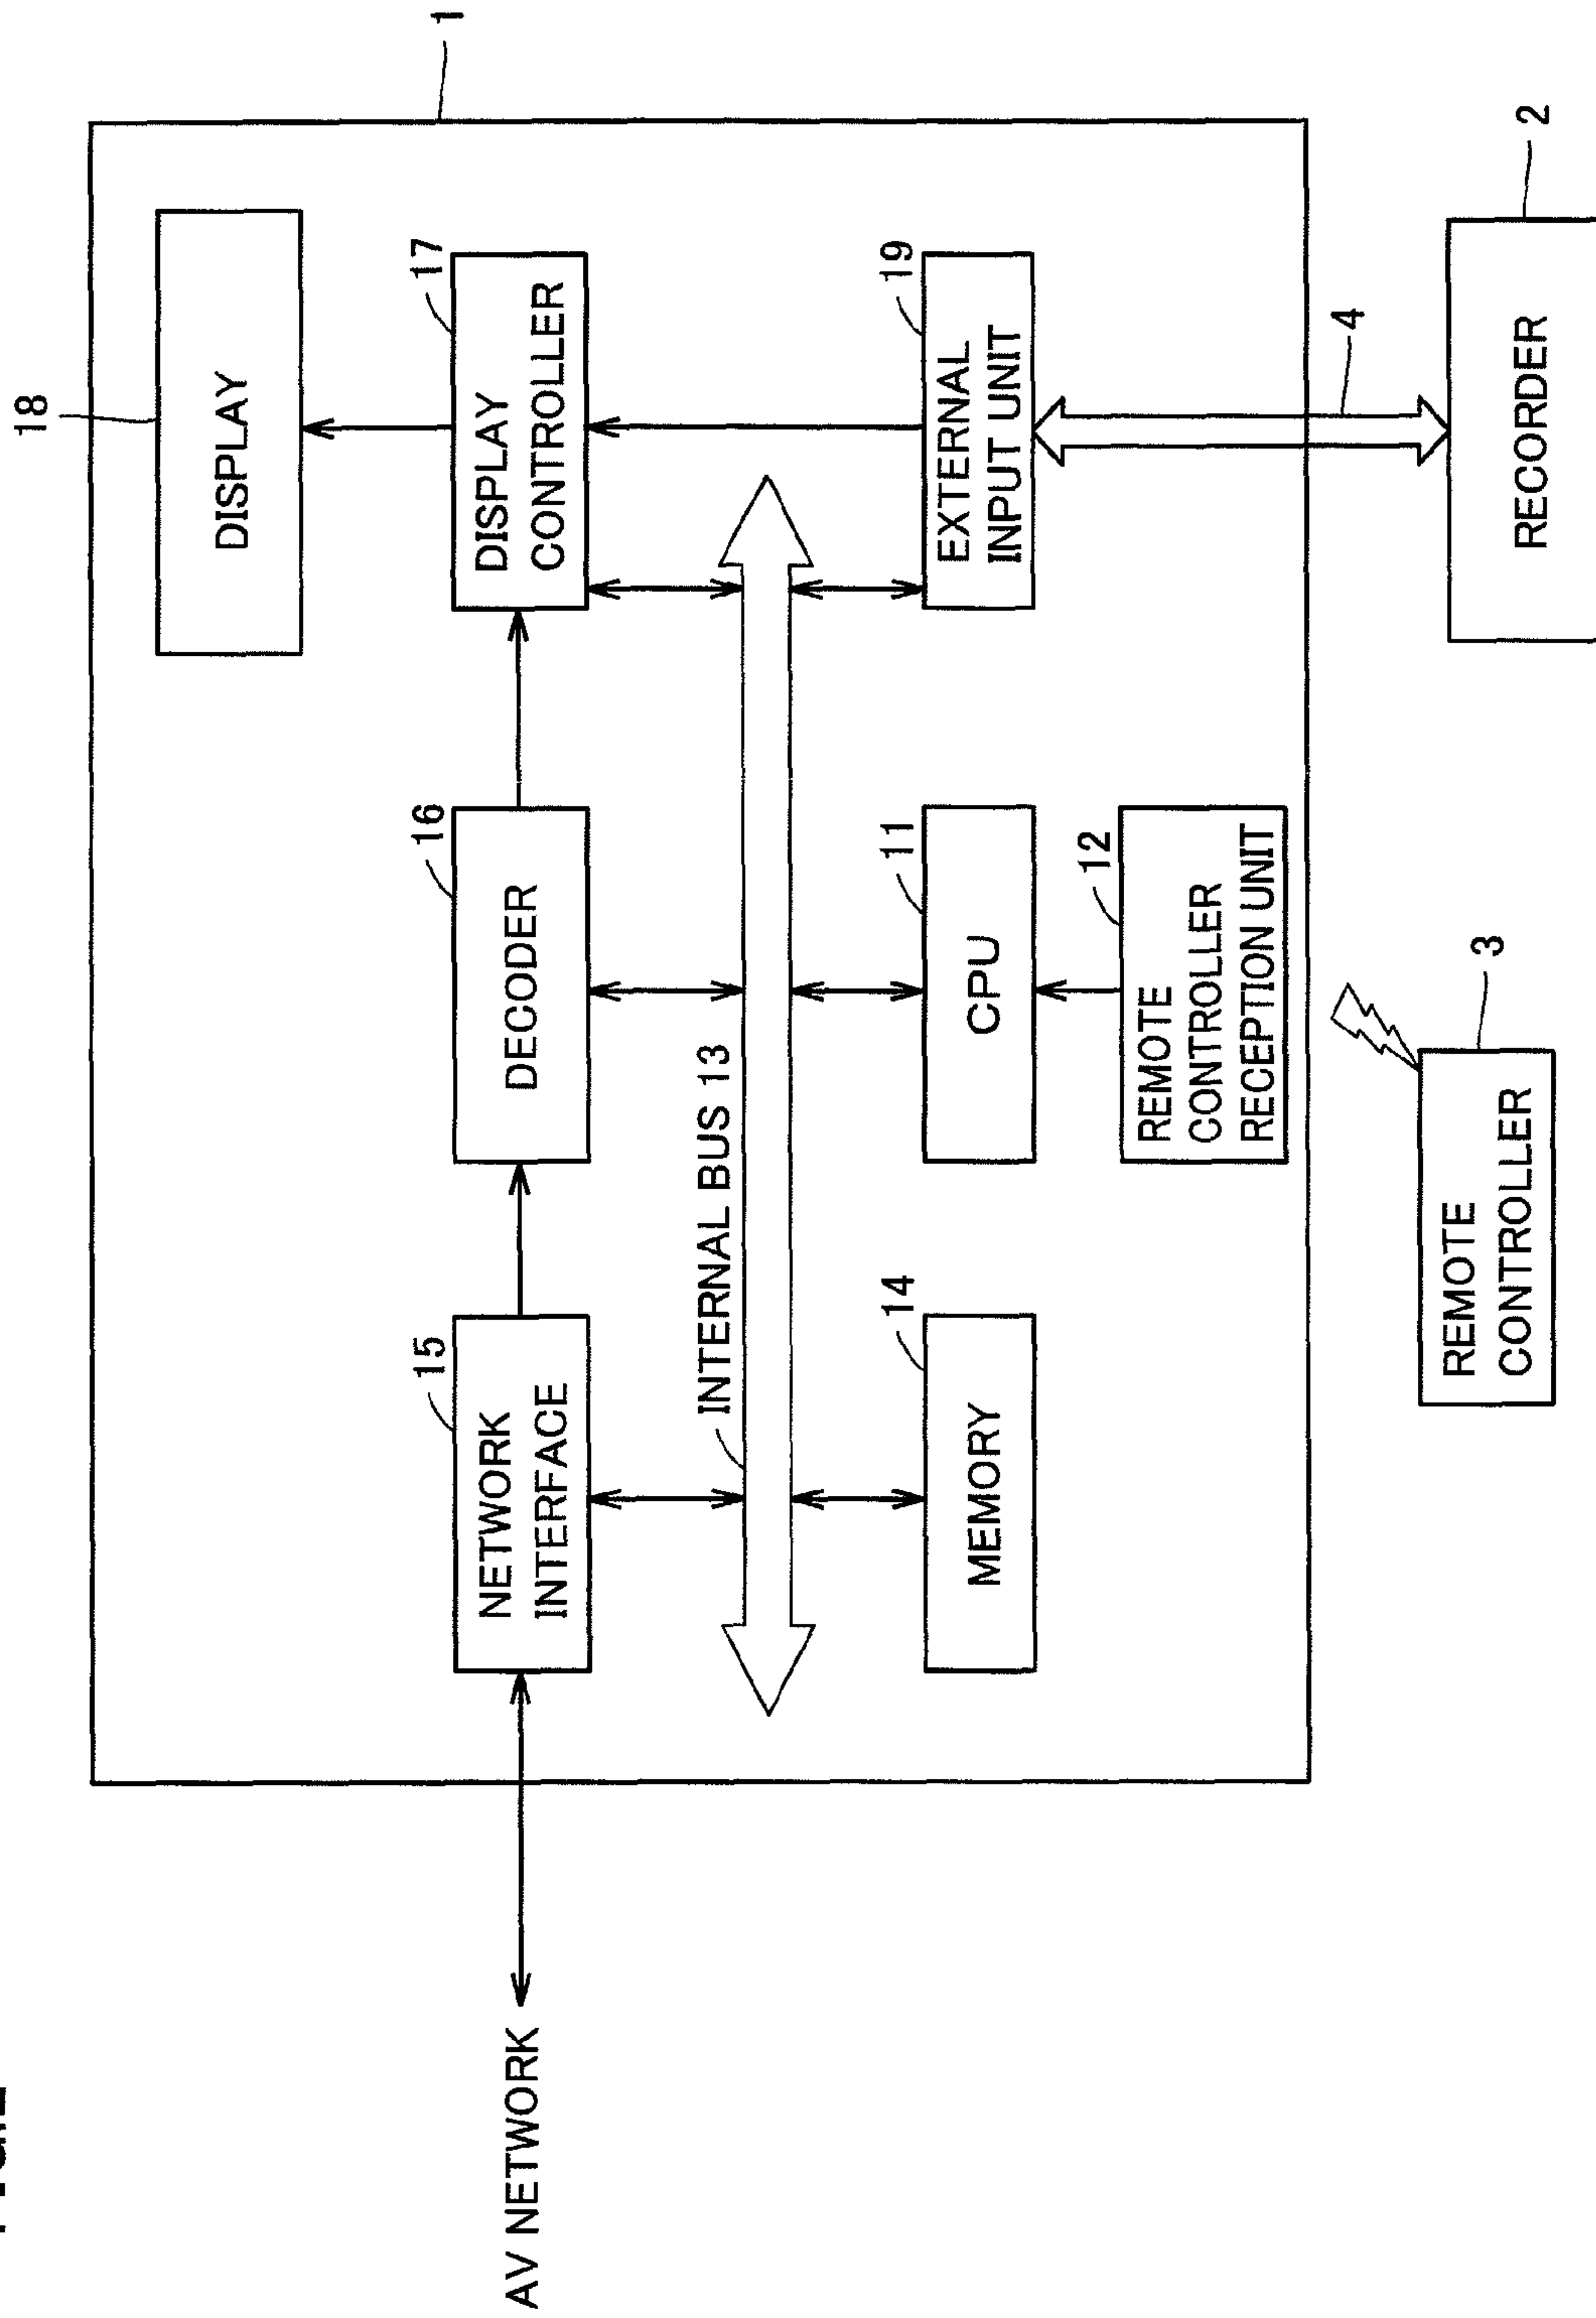 1
18
DISPLAY
15
NETWORK
INTERFACE
16
DECODER
17
DISPLAY
CONTROLLER
AV NETWORK
INTERNAL BUS 13
14
MEMORY
11
CPU
19
EXTERNAL
INPUT UNIT
12
REMOTE
CONTROLLER
RECEPTION UNIT
4
3
REMOTE
CONTROLLER
2
RECORDER